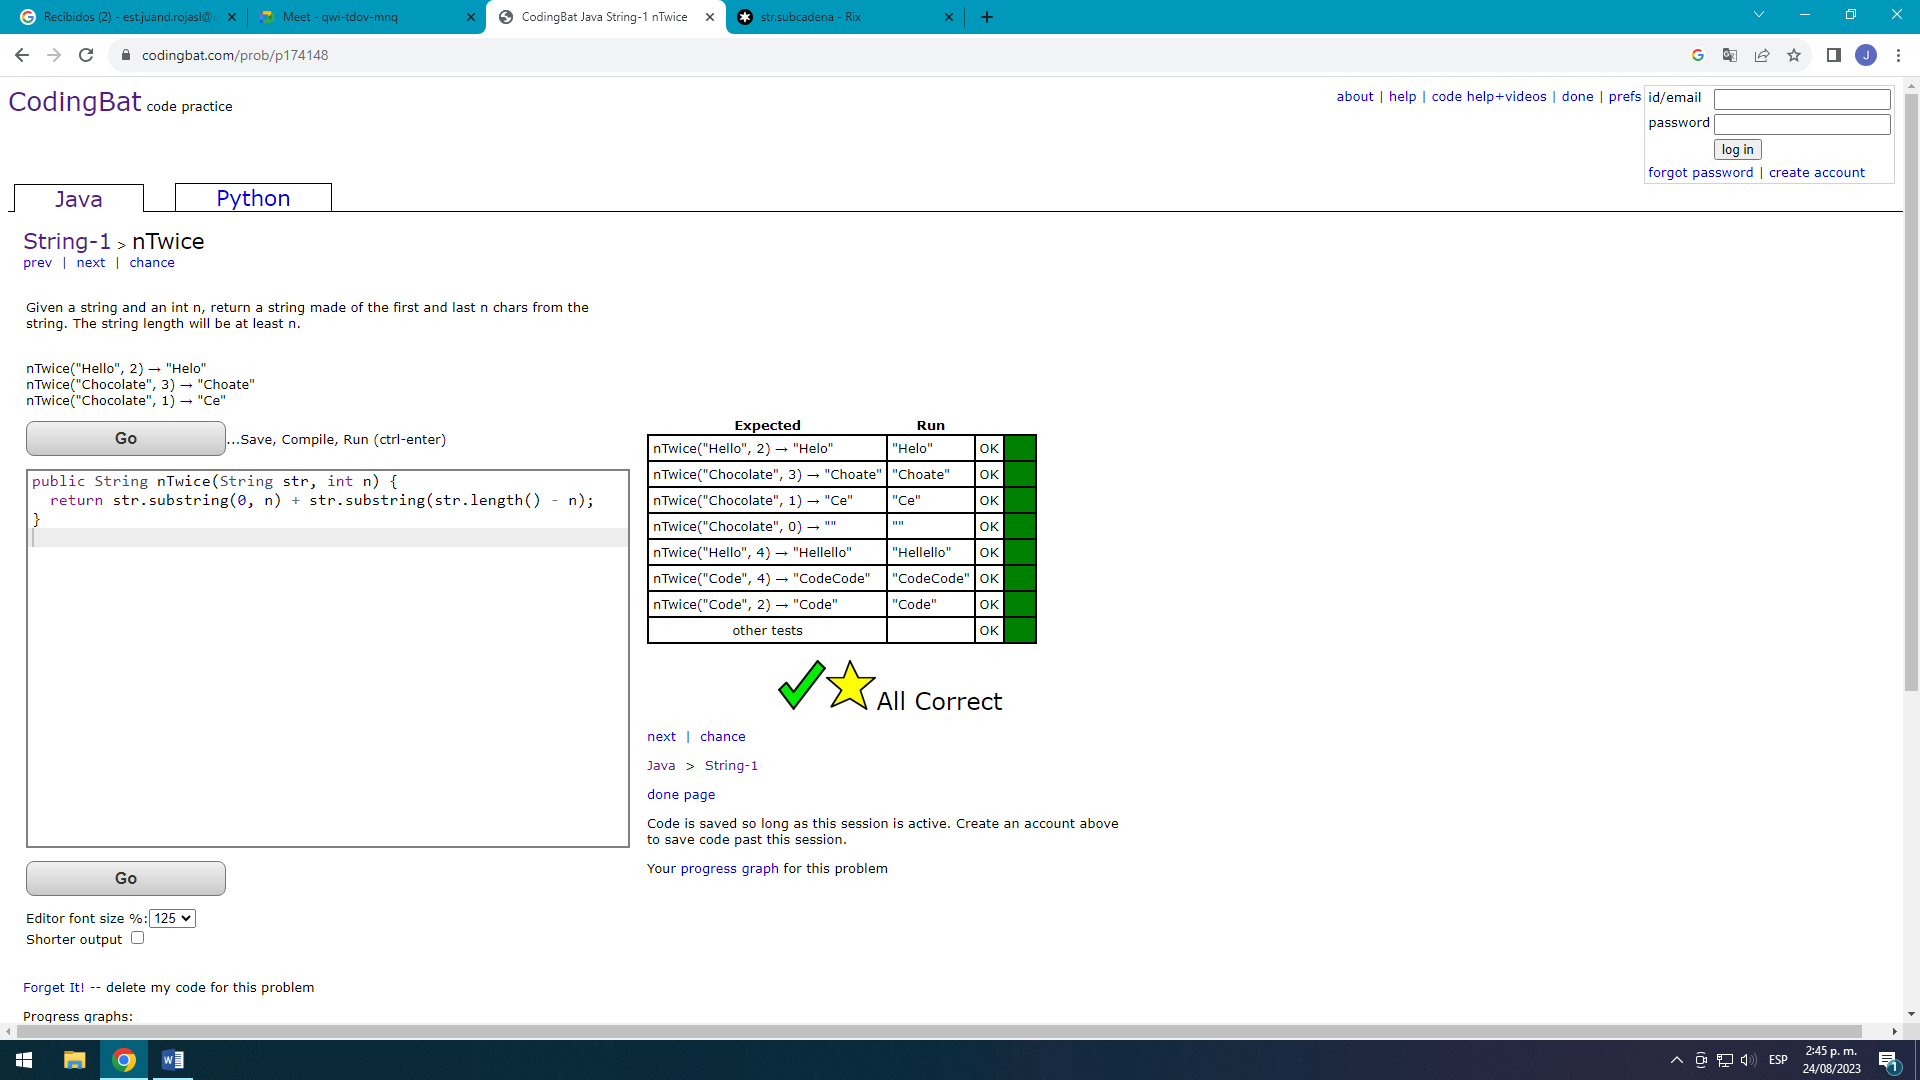 Recibidos (2) - est.juand.rojasl@
Meet - qwi-tdov-mnq
CodingBat Java String-1 nTwice
str.subcadena - Rix
codingbat.com/prob/p174148
J
CodingBat code practice
about | help | code help+videos | done | prefs
id/email
password
log in
forgot password | create account
Java
Python
String-1 > nTwice
prev | next | chance
Given a string and an int n, return a string made of the first and last n chars from the
string. The string length will be at least n.
nTwice("Hello", 2) → "Helo"
nTwice("Chocolate", 3) → "Choate"
nTwice("Chocolate", 1) → "Ce"
Go ...Save, Compile, Run (ctrl-enter)
public String nTwice(String str, int n) {
  return str.substring(0, n) + str.substring(str.length() - n);
}
Go
Editor font size %: 125
Shorter output
Forget It! -- delete my code for this problem
Progress graphs:
Expected Run
nTwice("Hello", 2) → "Helo" "Helo" OK
nTwice("Chocolate", 3) → "Choate" "Choate" OK
nTwice("Chocolate", 1) → "Ce" "Ce" OK
nTwice("Chocolate", 0) → "" "" OK
nTwice("Hello", 4) → "Hellello" "Hellello" OK
nTwice("Code", 4) → "CodeCode" "CodeCode" OK
nTwice("Code", 2) → "Code" "Code" OK
other tests OK
All Correct
next | chance
Java > String-1
done page
Code is saved so long as this session is active. Create an account above
to save code past this session.
Your progress graph for this problem
ESP
2:45 p. m.
24/08/2023
1